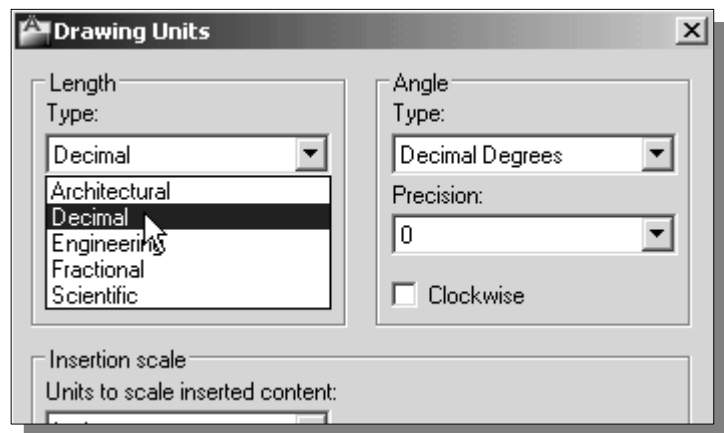 Drawing Units
Length
Type:
Decimal
Architectural
Decimal
Engineering
Fractional
Scientific
Angle
Type:
Decimal Degrees
Precision:
0
Clockwise
Insertion scale
Units to scale inserted content: